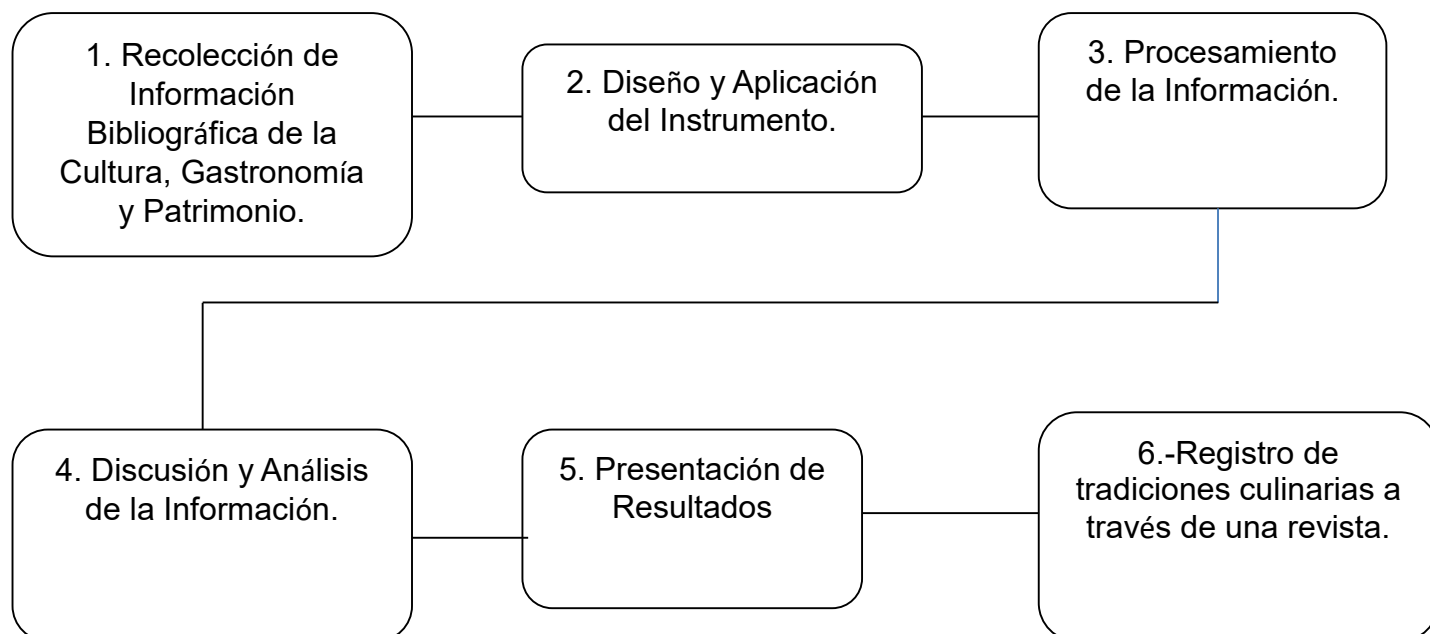 1. Recolección de
Información
Bibliográfica de la
Cultura, Gastronomía
y Patrimonio.
2. Diseño y Aplicación
del Instrumento.
3. Procesamiento
de la Información.
4. Discusión y Análisis
de la Información.
5. Presentación de
Resultados
6.-Registro de
tradiciones culinarias a
través de una revista.